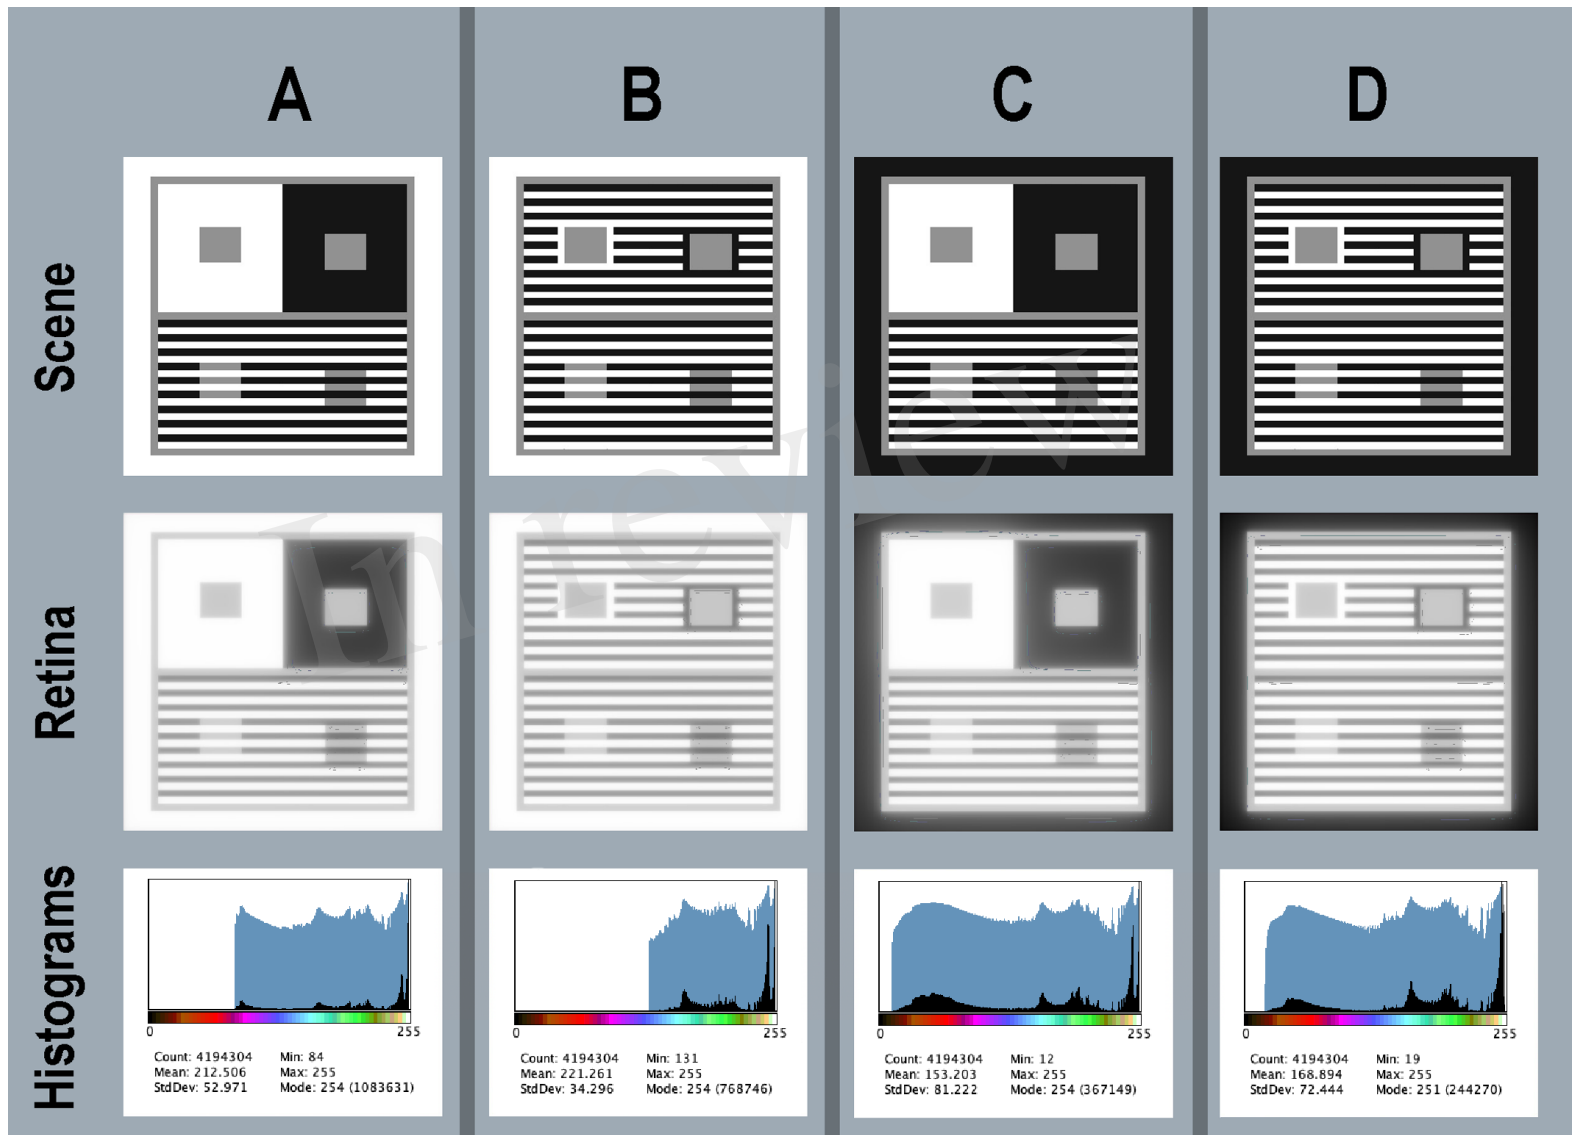 A B C D
Scene
In review
Retina
Histograms
0 255 0 255 0 255 0 255
Count: 4194304 Min: 84
Mean: 212.506 Max: 255
StdDev: 52.971 Mode: 254 (1083631)
Count: 4194304 Min: 131
Mean: 221.261 Max: 255
StdDev: 34.296 Mode: 254 (768746)
Count: 4194304 Min: 12
Mean: 153.203 Max: 255
StdDev: 81.222 Mode: 254 (367149)
Count: 4194304 Min: 19
Mean: 168.894 Max: 255
StdDev: 72.444 Mode: 251 (244270)